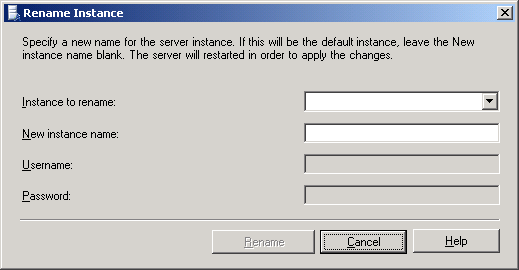 Rename Instance
Specify a new name for the server instance. If this will be the default instance, leave the New
instance name blank. The server will restarted in order to apply the changes.
Instance to rename:
New instance name:
Username:
Password:
Rename
Cancel
Help